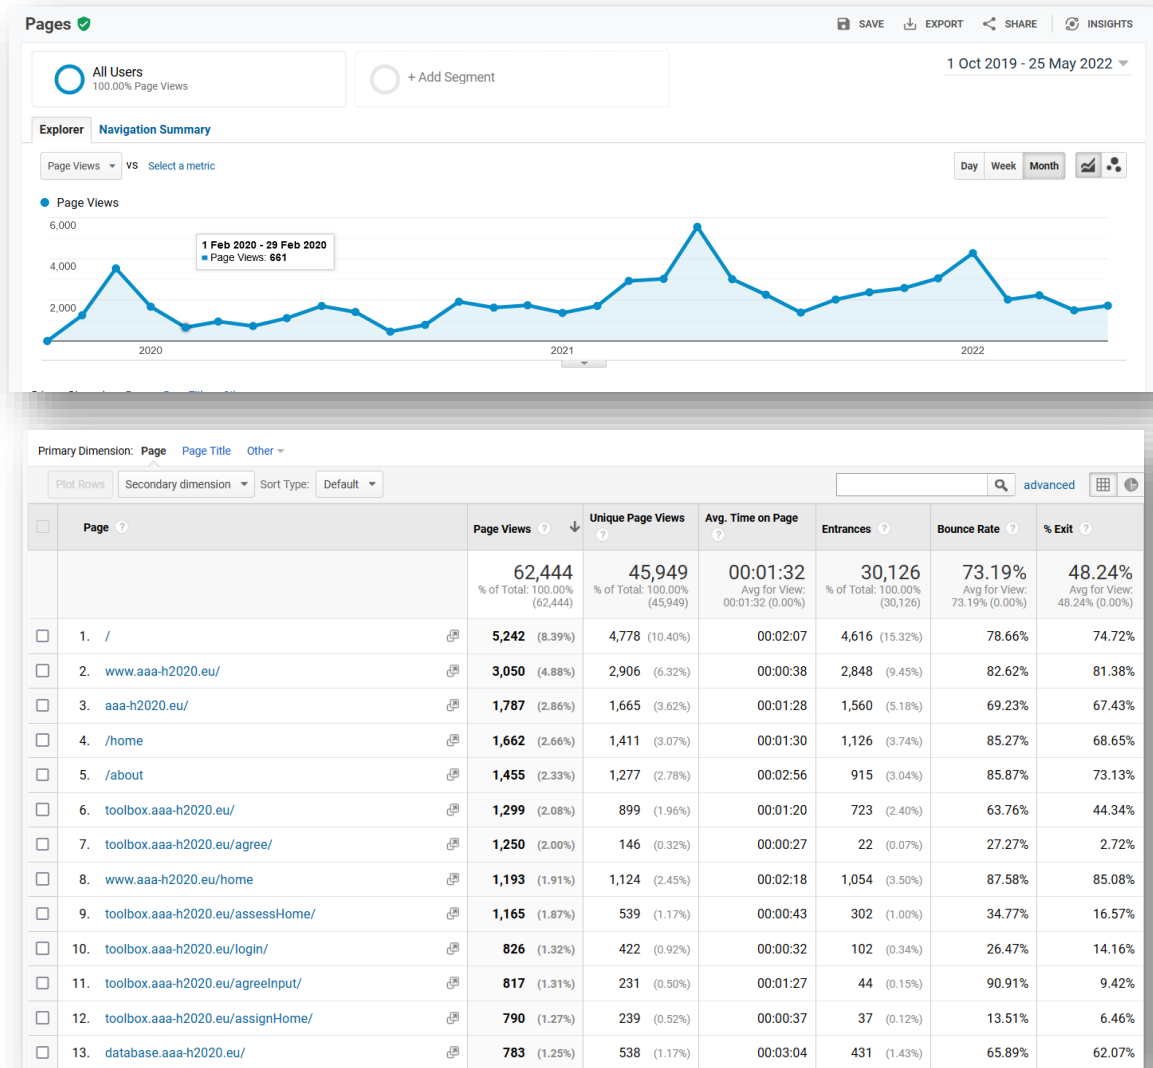 Pages
SAVE EXPORT SHARE INSIGHTS
All Users
100.00% Page Views
+ Add Segment
1 Oct 2019 - 25 May 2022
Explorer Navigation Summary
Page Views VS Select a metric
Day Week Month
Page Views
6,000
1 Feb 2020 - 29 Feb 2020
Page Views: 661
4,000
2,000
2020 2021 2022
Primary Dimension: Page Page Title Other
Plot Rows Secondary dimension Sort Type: Default advanced
Page ? Page Views ? Unique Page Views ? Avg. Time on Page ? Entrances ? Bounce Rate ? % Exit ?
62,444 45,949 00:01:32 30,126 73.19% 48.24%
% of Total: 100.00% % of Total: 100.00% Avg for View: % of Total: 100.00% Avg for View: Avg for View:
(62,444) (45,949) 00:01:32 (0.00%) (30,126) 73.19% (0.00%) 48.24% (0.00%)
1. / 5,242 (8.39%) 4,778 (10.40%) 00:02:07 4,616 (15.32%) 78.66% 74.72%
2. www.aaa-h2020.eu/ 3,050 (4.88%) 2,906 (6.32%) 00:00:38 2,848 (9.45%) 82.62% 81.38%
3. aaa-h2020.eu/ 1,787 (2.86%) 1,665 (3.62%) 00:01:28 1,560 (5.18%) 69.23% 67.43%
4. /home 1,662 (2.66%) 1,411 (3.07%) 00:01:30 1,126 (3.74%) 85.27% 68.65%
5. /about 1,455 (2.33%) 1,277 (2.78%) 00:02:56 915 (3.04%) 85.87% 73.13%
6. toolbox.aaa-h2020.eu/ 1,299 (2.08%) 899 (1.96%) 00:01:20 723 (2.40%) 63.76% 44.34%
7. toolbox.aaa-h2020.eu/agree/ 1,250 (2.00%) 146 (0.32%) 00:00:27 22 (0.07%) 27.27% 2.72%
8. www.aaa-h2020.eu/home 1,193 (1.91%) 1,124 (2.45%) 00:02:18 1,054 (3.50%) 87.58% 85.08%
9. toolbox.aaa-h2020.eu/assessHome/ 1,165 (1.87%) 539 (1.17%) 00:00:43 302 (1.00%) 34.77% 16.57%
10. toolbox.aaa-h2020.eu/login/ 826 (1.32%) 422 (0.92%) 00:00:32 102 (0.34%) 26.47% 14.16%
11. toolbox.aaa-h2020.eu/agreeInput/ 817 (1.31%) 231 (0.50%) 00:01:27 44 (0.15%) 90.91% 9.42%
12. toolbox.aaa-h2020.eu/assignHome/ 790 (1.27%) 239 (0.52%) 00:00:37 37 (0.12%) 13.51% 6.46%
13. database.aaa-h2020.eu/ 783 (1.25%) 538 (1.17%) 00:03:04 431 (1.43%) 65.89% 62.07%